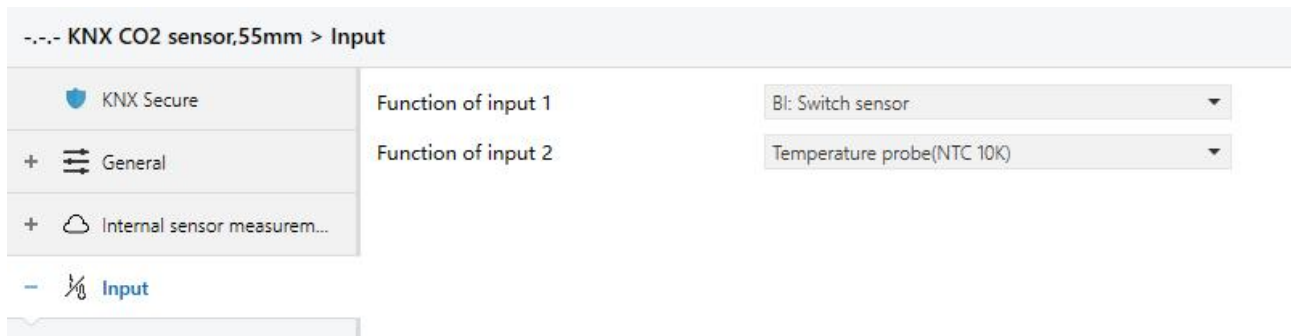 -.-.- KNX CO2 sensor,55mm > Input
KNX Secure
+ General
+ Internal sensor measurem...
− Input
Function of input 1
BI: Switch sensor
Function of input 2
Temperature probe(NTC 10K)